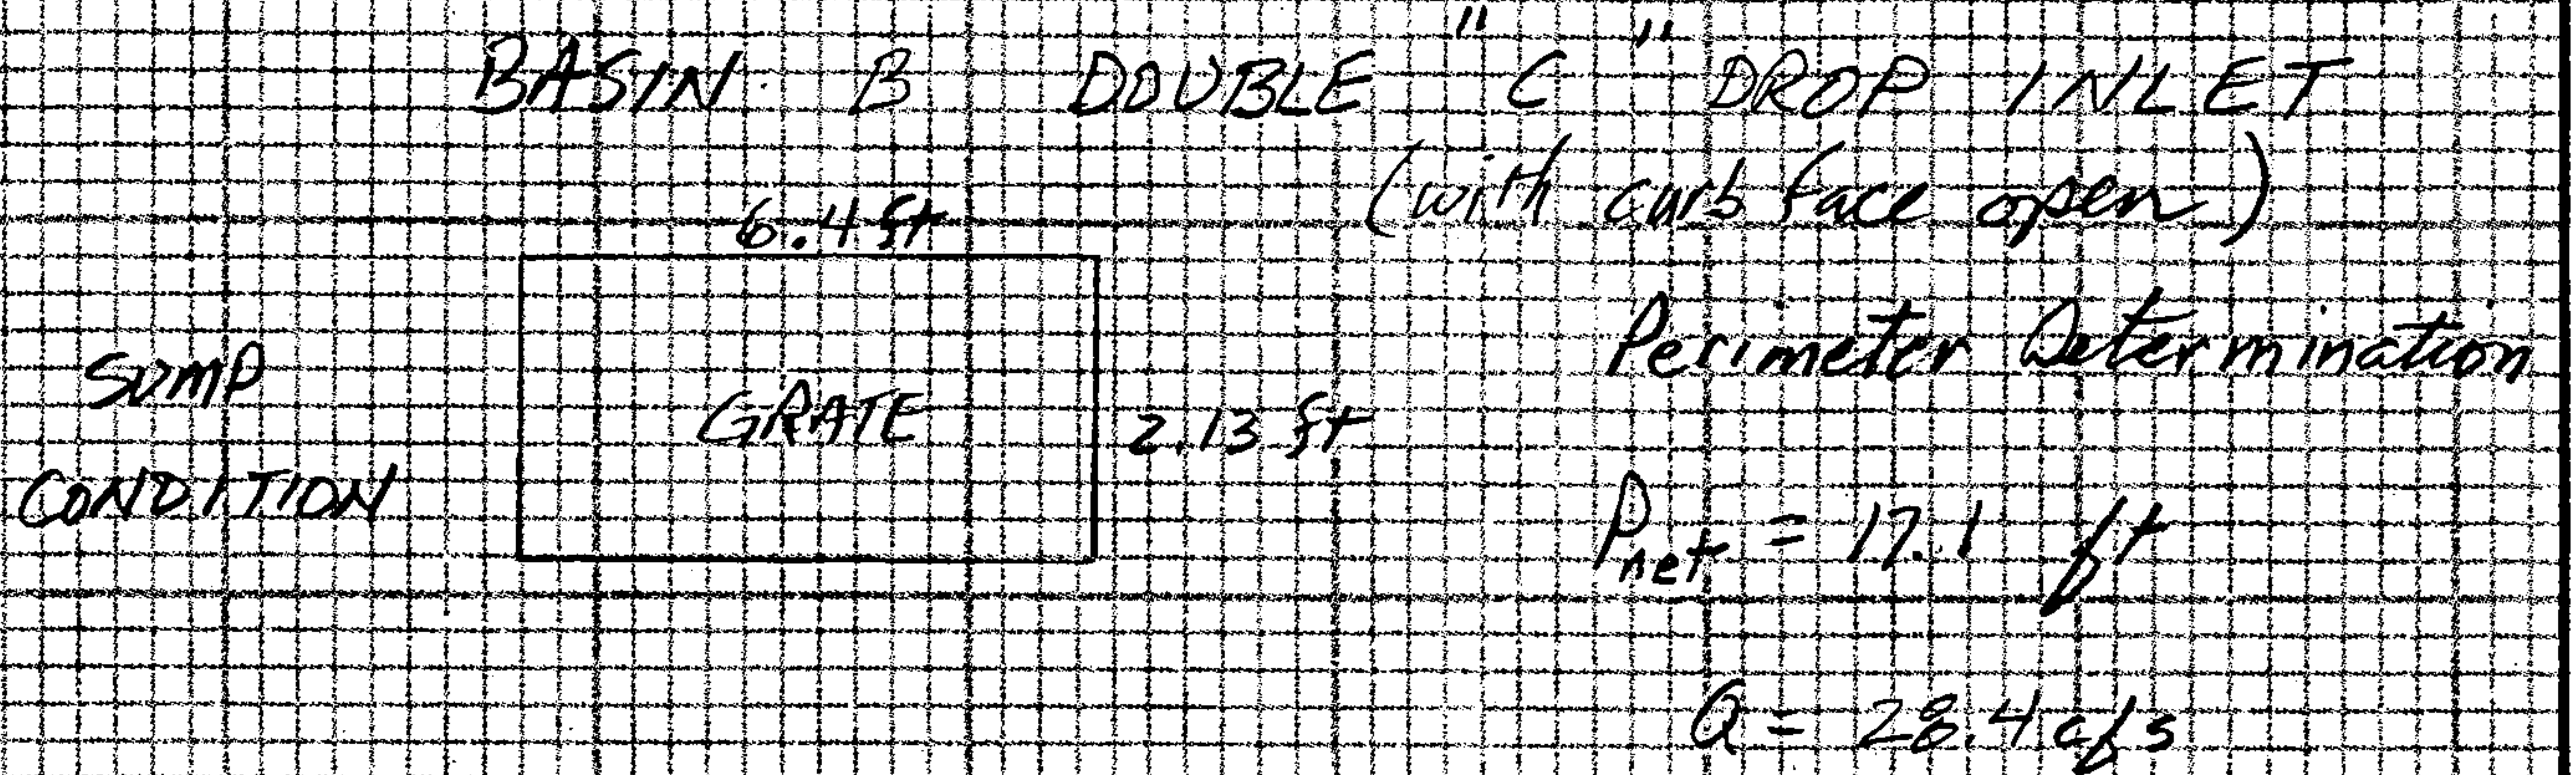 BASIN B DOUBLE "C" DROP INLET
(with curb face open)
6.4 ft
Perimeter Determination
SUMP
GRATE
2.13 ft
CONDITION
Pnet = 17.1 ft
Q = 28.4 cfs